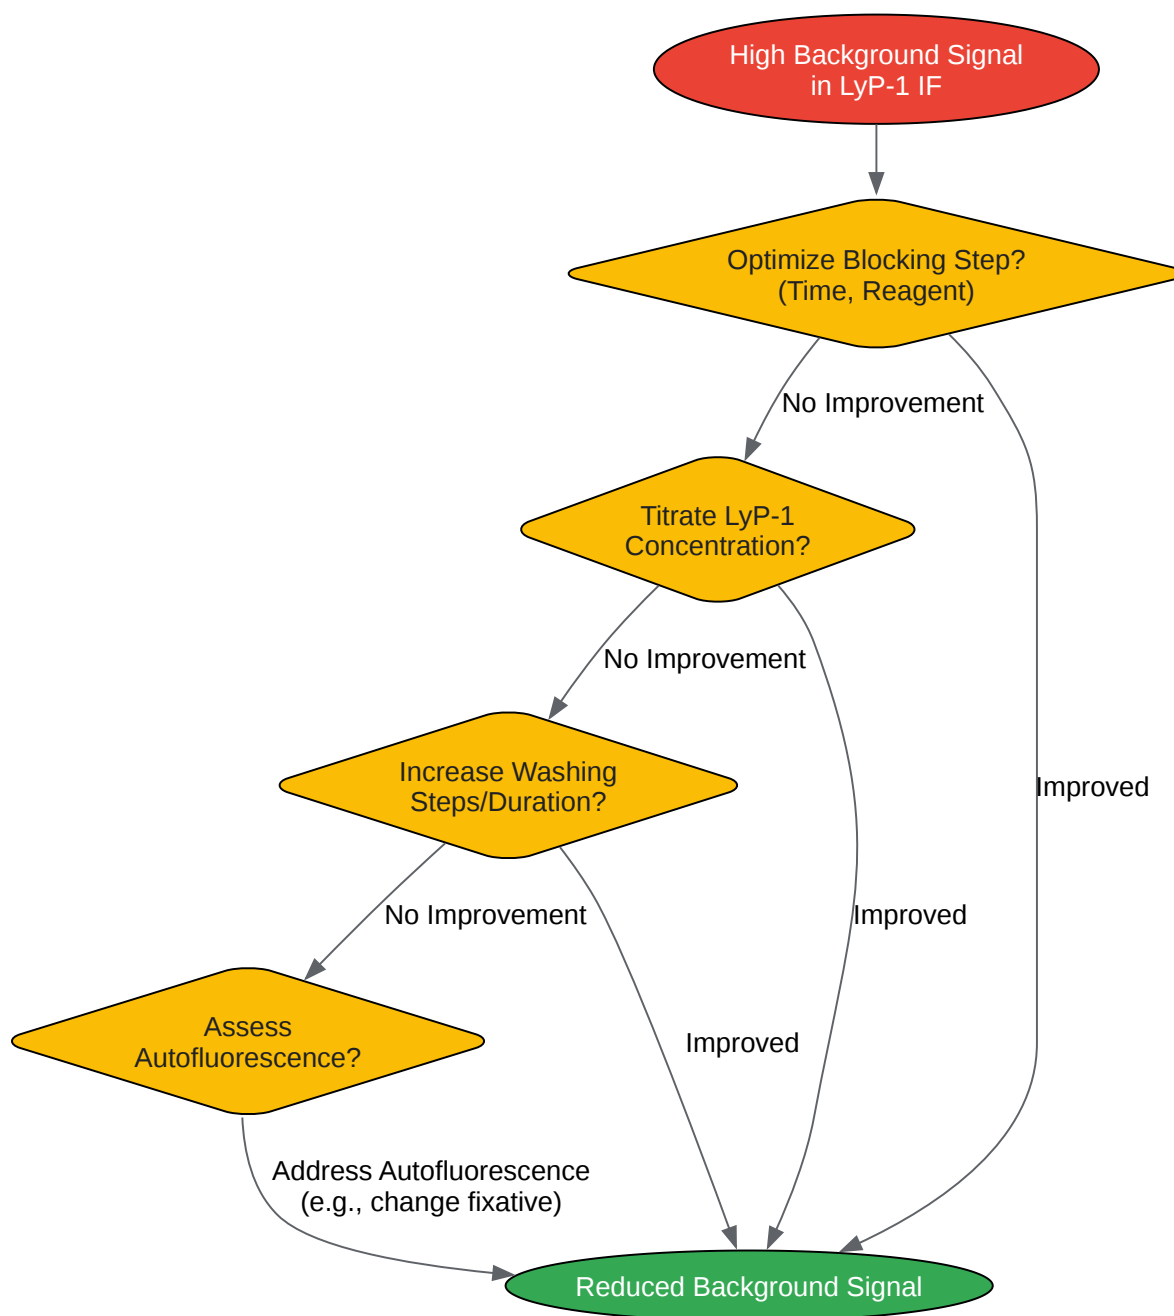 High Background Signal
in LyP-1 IF
Optimize Blocking Step?
(Time, Reagent)
No Improvement
Titrate LyP-1
Concentration?
No Improvement
Increase Washing
Steps/Duration?
Improved
No Improvement
Improved
Assess
Autofluorescence?
Improved
Address Autofluorescence
(e.g., change fixative)
Reduced Background Signal